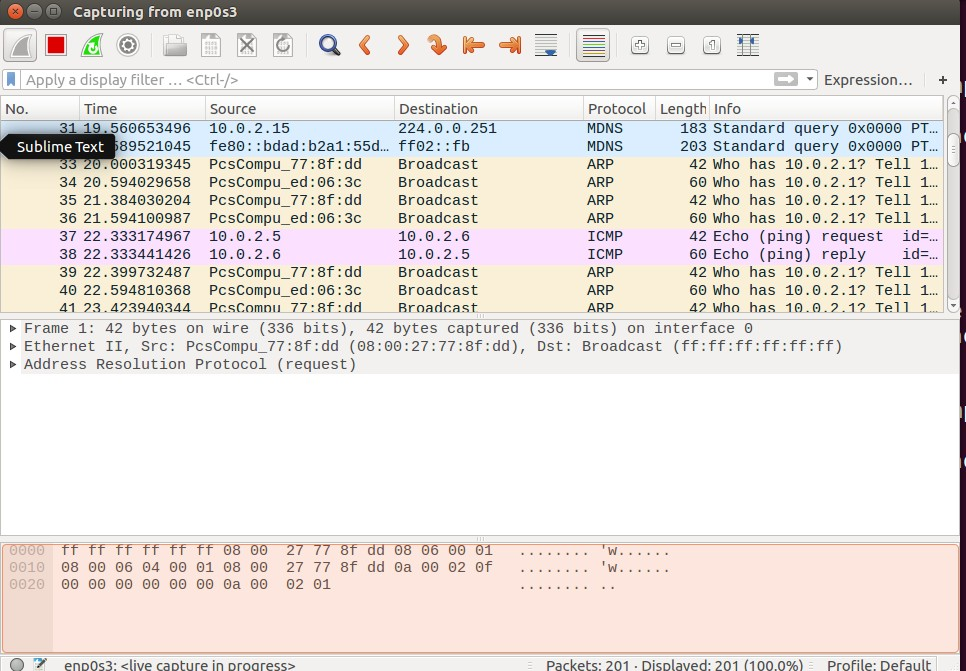 Capturing from enp0s3
Apply a display filter … <Ctrl-/> Expression… +
No. Time Source Destination Protocol Length Info
31 19.560653496 10.0.2.15 224.0.0.251 MDNS 183 Standard query 0x0000 PT…
589521045 fe80::bdad:b2a1:55d… ff02::fb MDNS 203 Standard query 0x0000 PT…
Sublime Text
33 20.000319345 PcsCompu_77:8f:dd Broadcast ARP 42 Who has 10.0.2.1? Tell 1…
34 20.594029658 PcsCompu_ed:06:3c Broadcast ARP 60 Who has 10.0.2.1? Tell 1…
35 21.384030204 PcsCompu_77:8f:dd Broadcast ARP 42 Who has 10.0.2.1? Tell 1…
36 21.594100987 PcsCompu_ed:06:3c Broadcast ARP 60 Who has 10.0.2.1? Tell 1…
37 22.333174967 10.0.2.5 10.0.2.6 ICMP 42 Echo (ping) request id=…
38 22.333441426 10.0.2.6 10.0.2.5 ICMP 60 Echo (ping) reply id=…
39 22.399732487 PcsCompu_77:8f:dd Broadcast ARP 42 Who has 10.0.2.1? Tell 1…
40 22.594810368 PcsCompu_ed:06:3c Broadcast ARP 60 Who has 10.0.2.1? Tell 1…
41 23.423940344 PcsCompu_77:8f:dd Broadcast ARP 42 Who has 10.0.2.1? Tell 1…
Frame 1: 42 bytes on wire (336 bits), 42 bytes captured (336 bits) on interface 0
Ethernet II, Src: PcsCompu_77:8f:dd (08:00:27:77:8f:dd), Dst: Broadcast (ff:ff:ff:ff:ff:ff)
Address Resolution Protocol (request)
0000 ff ff ff ff ff ff 08 00 27 77 8f dd 08 06 00 01 ........ 'w......
0010 08 00 06 04 00 01 08 00 27 77 8f dd 0a 00 02 0f ........ 'w......
0020 00 00 00 00 00 00 0a 00 02 01 ........ ..
enp0s3: <live capture in progress> Packets: 201 · Displayed: 201 (100.0%) Profile: Default